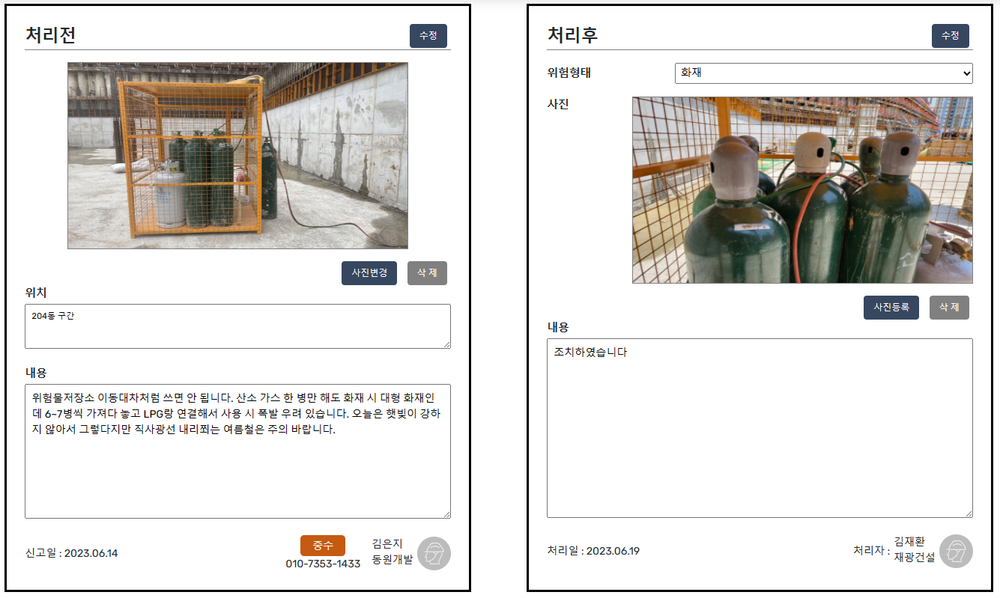 처리전
수정
사진변경
삭 제
위치
204동 구간
내용
위험물저장소 이동대차처럼 쓰면 안 됩니다. 산소 가스 한 병만 해도 화재 시 대형 화재인
데 6~7병씩 가져다 놓고 LPG랑 연결해서 사용 시 폭발 우려 있습니다. 오늘은 햇빛이 강하
지 않아서 그렇다지만 직사광선 내리쬐는 여름철은 주의 바랍니다.
신고일 : 2023.06.14
중수
010-7353-1433
김은지
동원개발
처리후
수정
위험형태
화재
사진
사진등록
삭 제
내용
조치하였습니다
처리일 : 2023.06.19
처리자 :
김재환
재광건설